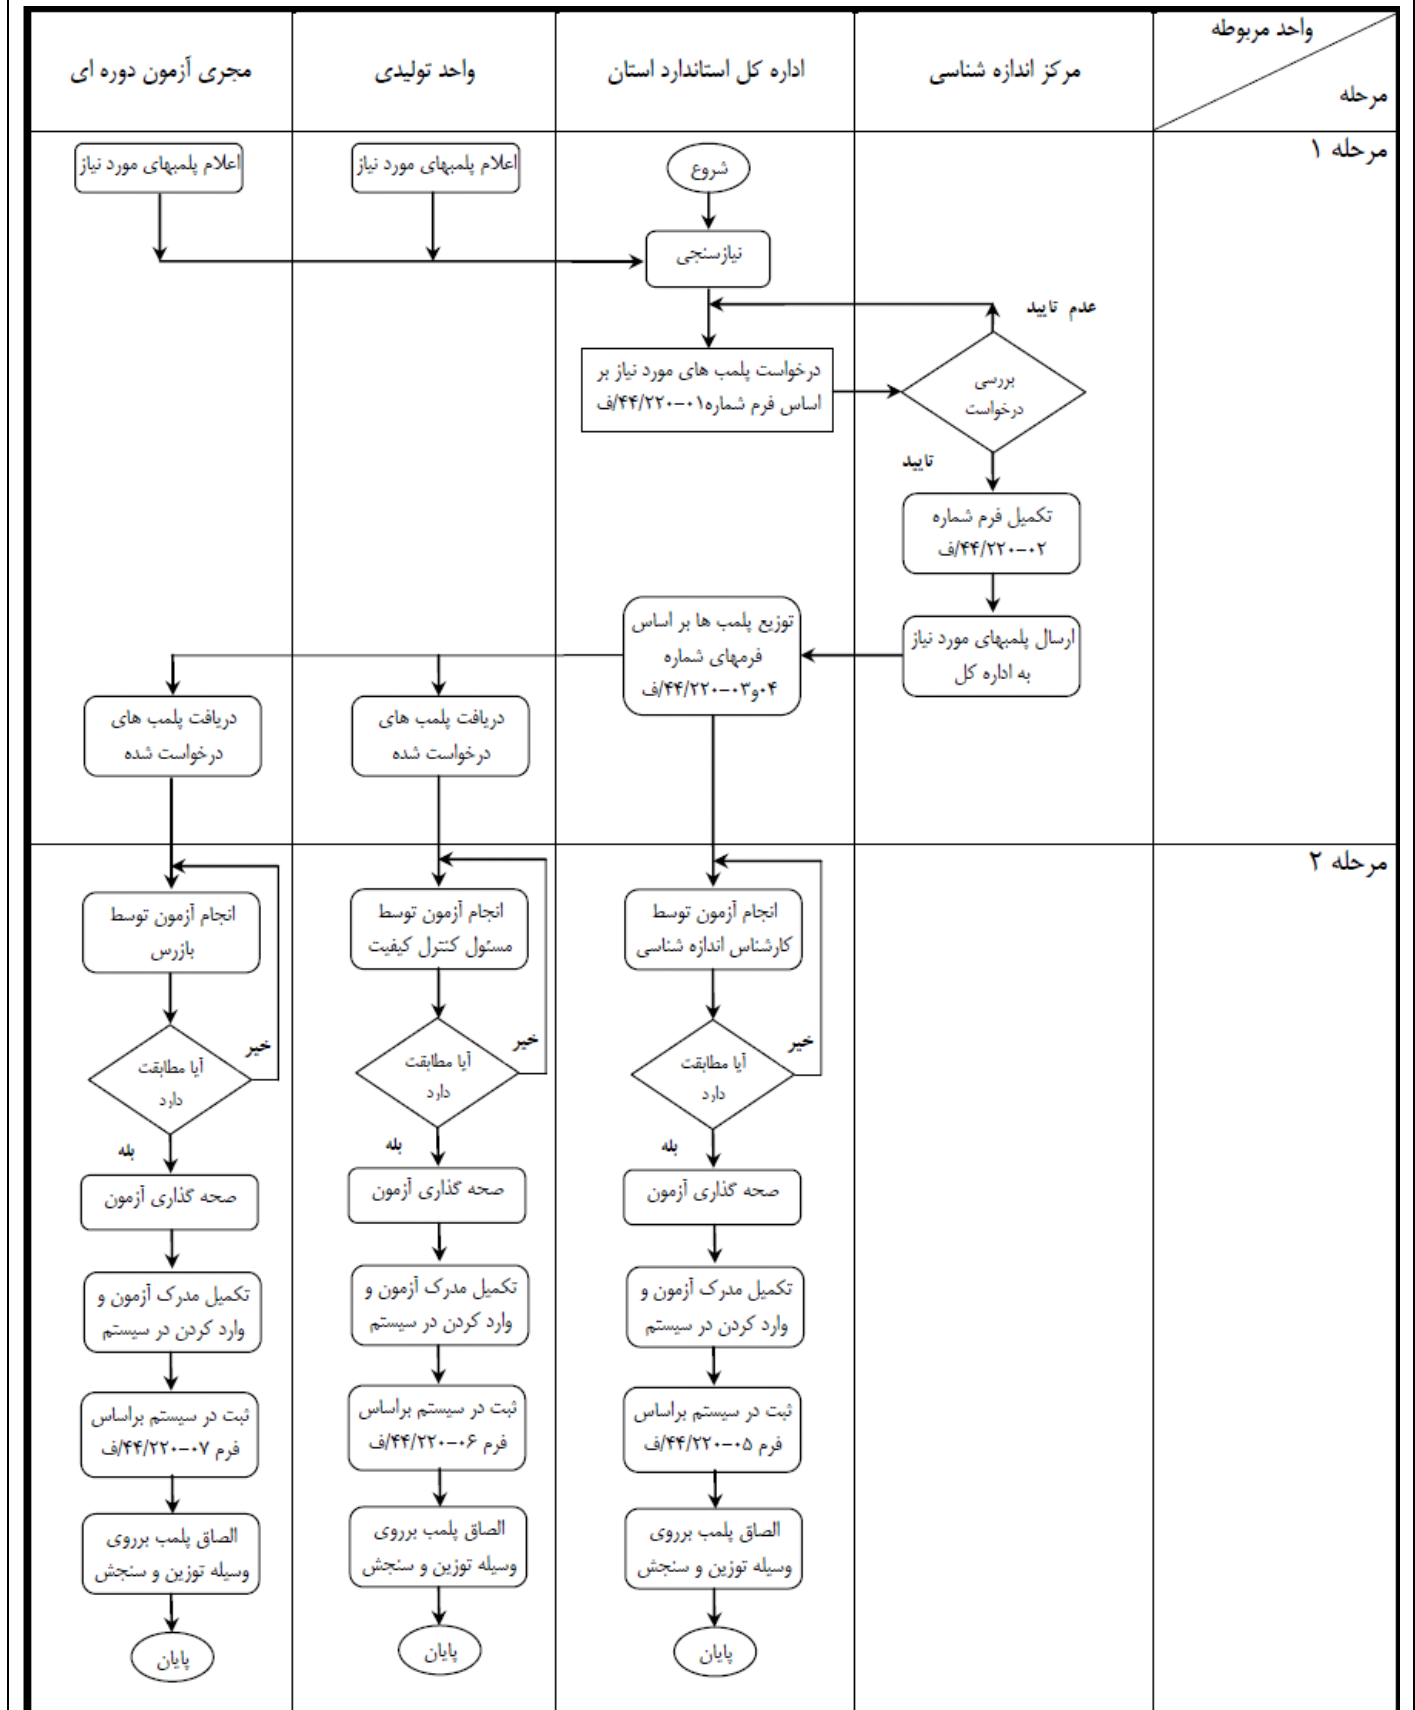 واحد مربوطه
مرحله
مرکز اندازه شناسی
اداره کل استاندارد استان
واحد تولیدی
مجری آزمون دوره ای
مرحله ۱
شروع
اعلام پلمبهای مورد نیاز
اعلام پلمبهای مورد نیاز
نیازسنجی
عدم تایید
بررسی
درخواست
درخواست پلمب های مورد نیاز بر
اساس فرم شماره۰۱-۴۴/۲۲۰/ف
تایید
تکمیل فرم شماره
۰۲-۴۴/۲۲۰/ف
ارسال پلمبهای مورد نیاز
به اداره کل
توزیع پلمب ها بر اساس
فرمهای شماره
۰۴و۰۳-۴۴/۲۲۰/ف
دریافت پلمب های
درخواست شده
دریافت پلمب های
درخواست شده
مرحله ۲
انجام آزمون توسط
کارشناس اندازه شناسی
آیا مطابقت
دارد
خیر
بله
صحه گذاری آزمون
تکمیل مدرک آزمون و
وارد کردن در سیستم
ثبت در سیستم براساس
فرم ۰۵-۴۴/۲۲۰/ف
الصاق پلمب برروی
وسیله توزین و سنجش
پایان
انجام آزمون توسط
مسئول کنترل کیفیت
آیا مطابقت
دارد
خیر
بله
صحه گذاری آزمون
تکمیل مدرک آزمون و
وارد کردن در سیستم
ثبت در سیستم براساس
فرم ۰۶-۴۴/۲۲۰/ف
الصاق پلمب برروی
وسیله توزین و سنجش
پایان
انجام آزمون توسط
بازرس
آیا مطابقت
دارد
خیر
بله
صحه گذاری آزمون
تکمیل مدرک آزمون و
وارد کردن در سیستم
ثبت در سیستم براساس
فرم ۰۷-۴۴/۲۲۰/ف
الصاق پلمب برروی
وسیله توزین و سنجش
پایان